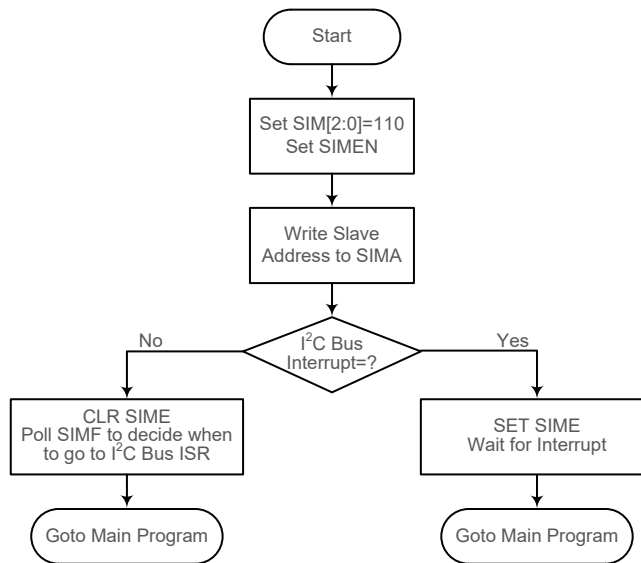 Start
Set SIM[2:0]=110
Set SIMEN
Write Slave
Address to SIMA
I²C Bus
Interrupt=?
No
Yes
CLR SIME
Poll SIMF to decide when
to go to I²C Bus ISR
SET SIME
Wait for Interrupt
Goto Main Program
Goto Main Program